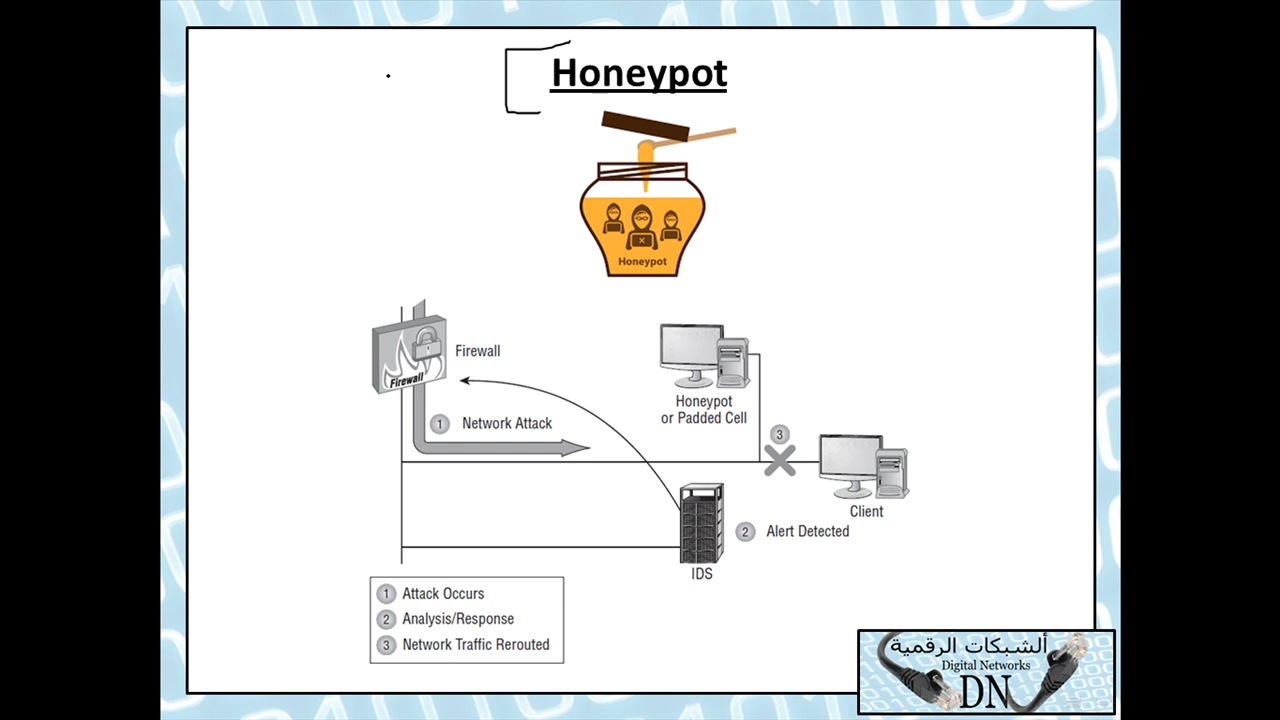 Honeypot
Honeypot
Firewall
Firewall
1 Network Attack
Honeypot
or Padded Cell
3
Client
2 Alert Detected
IDS
1 Attack Occurs
2 Analysis/Response
3 Network Traffic Rerouted
ألشبكات الرقمية
Digital Networks
DN